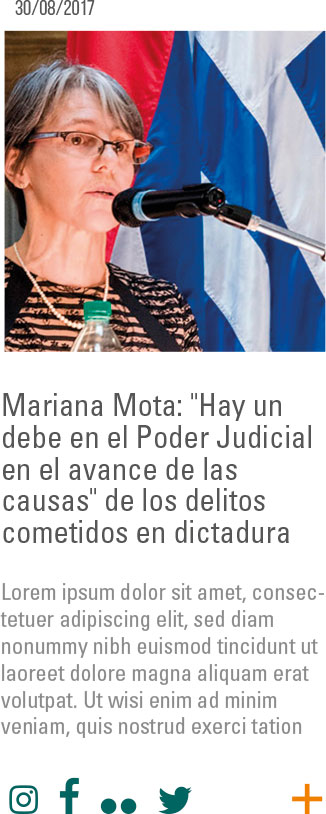 30/08/2017
Mariana Mota: "Hay un
debe en el Poder Judicial
en el avance de las
causas" de los delitos
cometidos en dictadura
Lorem ipsum dolor sit amet, consec-
tetuer adipiscing elit, sed diam
nonummy nibh euismod tincidunt ut
laoreet dolore magna aliquam erat
volutpat. Ut wisi enim ad minim
veniam, quis nostrud exerci tation